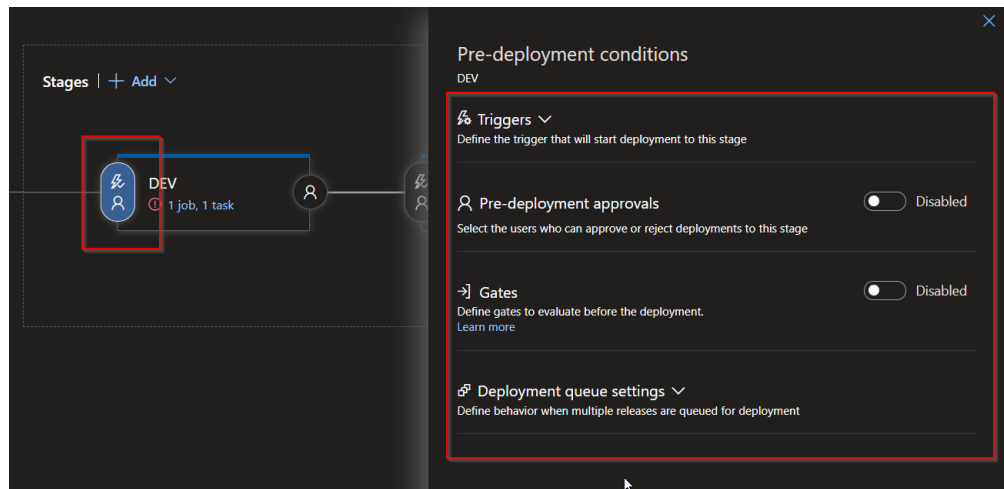 Stages | + Add
DEV
1 job, 1 task
Pre-deployment conditions
DEV
Triggers
Define the trigger that will start deployment to this stage
Pre-deployment approvals
Disabled
Select the users who can approve or reject deployments to this stage
Gates
Disabled
Define gates to evaluate before the deployment.
Learn more
Deployment queue settings
Define behavior when multiple releases are queued for deployment